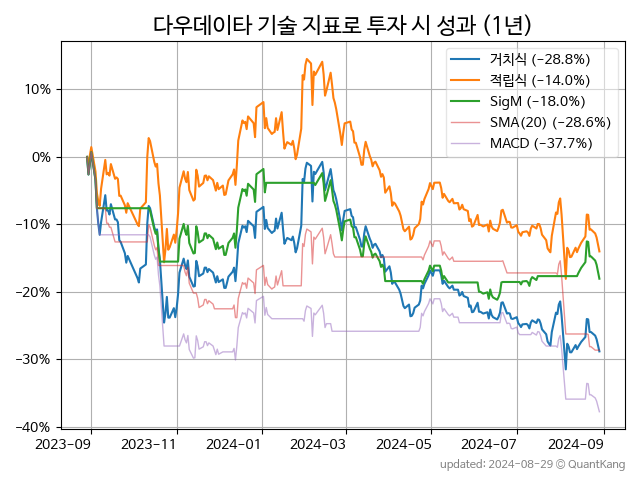 다우데이타 기술 지표로 투자 시 성과 (1년)
거치식 (−28.8%)
적립식 (−14.0%)
SigM (−18.0%)
SMA(20) (−28.6%)
MACD (−37.7%)
10%
0%
−10%
−20%
−30%
−40%
2023-09 2023-11 2024-01 2024-03 2024-05 2024-07 2024-09
updated: 2024-08-29 © QuantKang